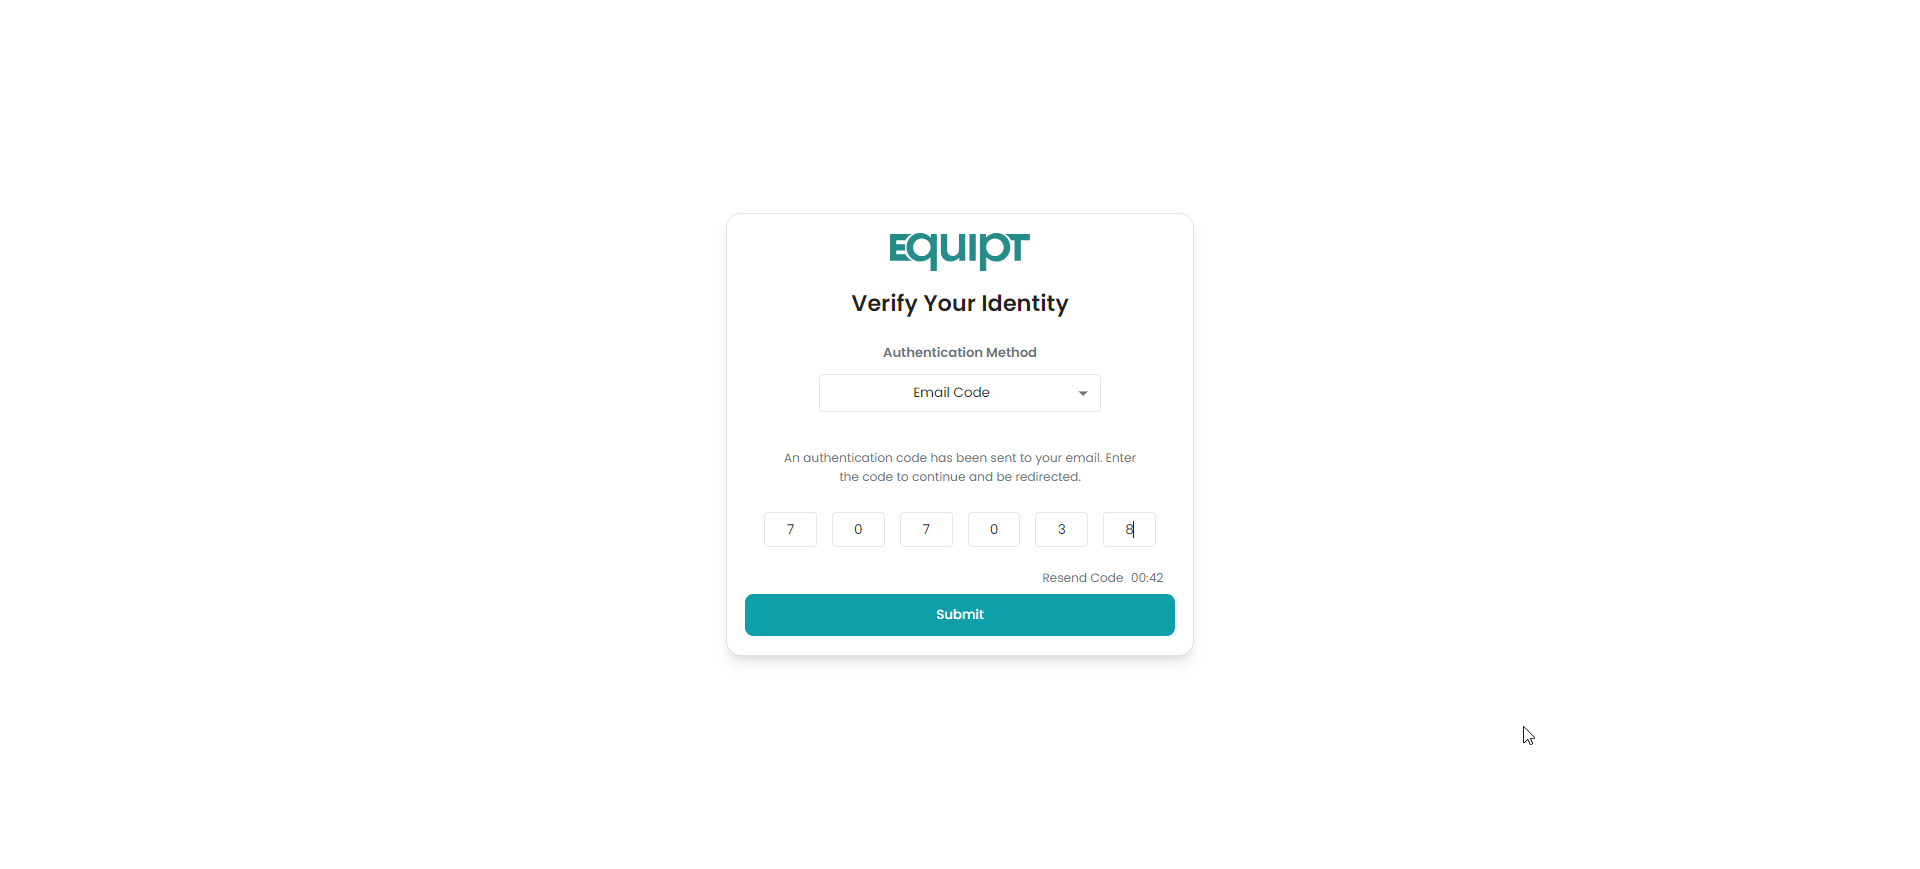 EquipT
Verify Your Identity
Authentication Method
Email Code
An authentication code has been sent to your email. Enter
the code to continue and be redirected.
7 0 7 0 3 8
Resend Code 00:42
Submit